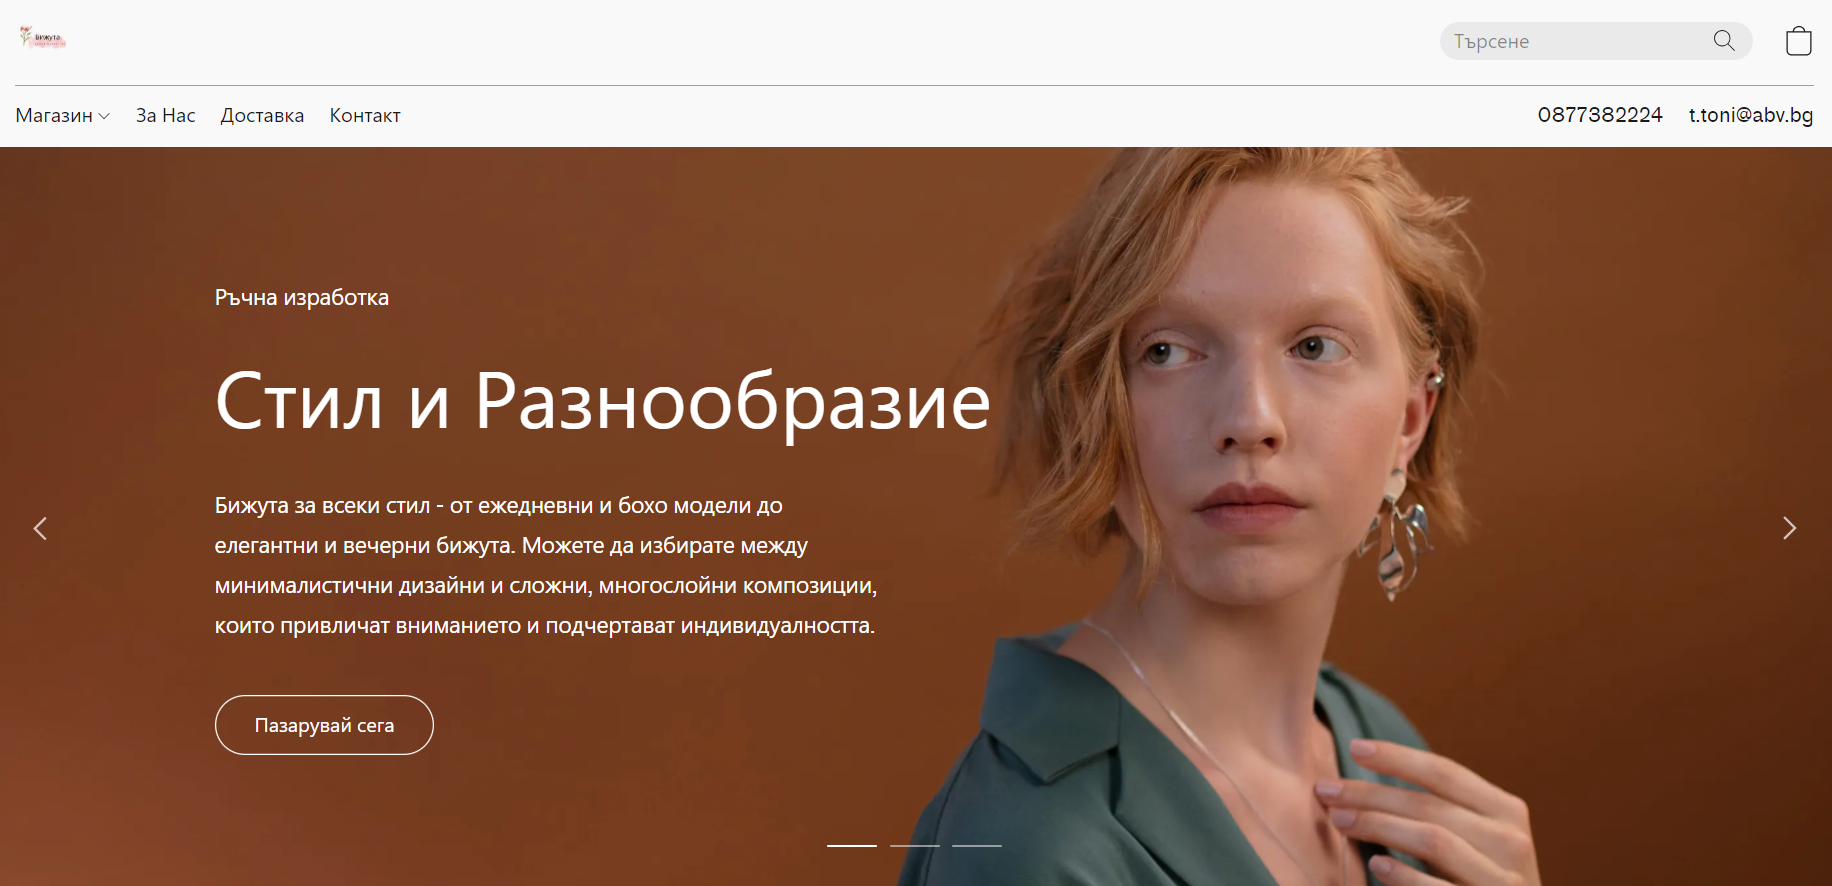 Бижута
Търсене
Магазин За Нас Доставка Контакт
0877382224 t.toni@abv.bg
Ръчна изработка
Стил и Разнообразие
Бижута за всеки стил - от ежедневни и бохо модели до
елегантни и вечерни бижута. Можете да избирате между
минималистични дизайни и сложни, многослойни композиции,
които привличат вниманието и подчертават индивидуалността.
Пазарувай сега